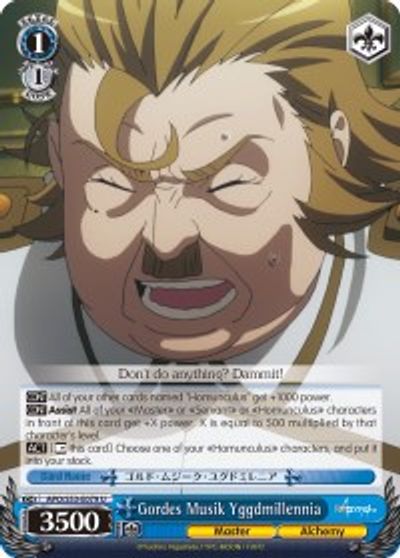 1
1
Don't do anything? Dammit!
CONT All of your other cards named "Homunculus" get +1000 power.
CONT Assist All of your «Master» or «Servant» or «Homunculus» characters
in front of this card get +X power. X is equal to 500 multiplied by that
character's level.
ACT [(1) this card] Choose one of your «Homunculus» characters, and put it
into your stock.
Card Name ゴルド・ムジーク・ユグドミレニア
Gordes Musik Yggdmillennia
3500
Master Alchemy